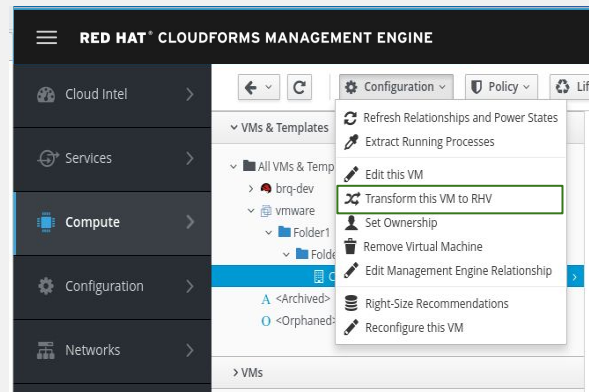 RED HAT® CLOUDFORMS MANAGEMENT ENGINE
Cloud Intel
Services
Compute
Configuration
Networks
Configuration
Policy
Refresh Relationships and Power States
Extract Running Processes
Edit this VM
Transform this VM to RHV
Set Ownership
Remove Virtual Machine
Edit Management Engine Relationship
Right-Size Recommendations
Reconfigure this VM
VMs & Templates
All VMs & Temp
brq-dev
vmware
Folder1
Folde
A <Archived>
O <Orphaned>
VMs